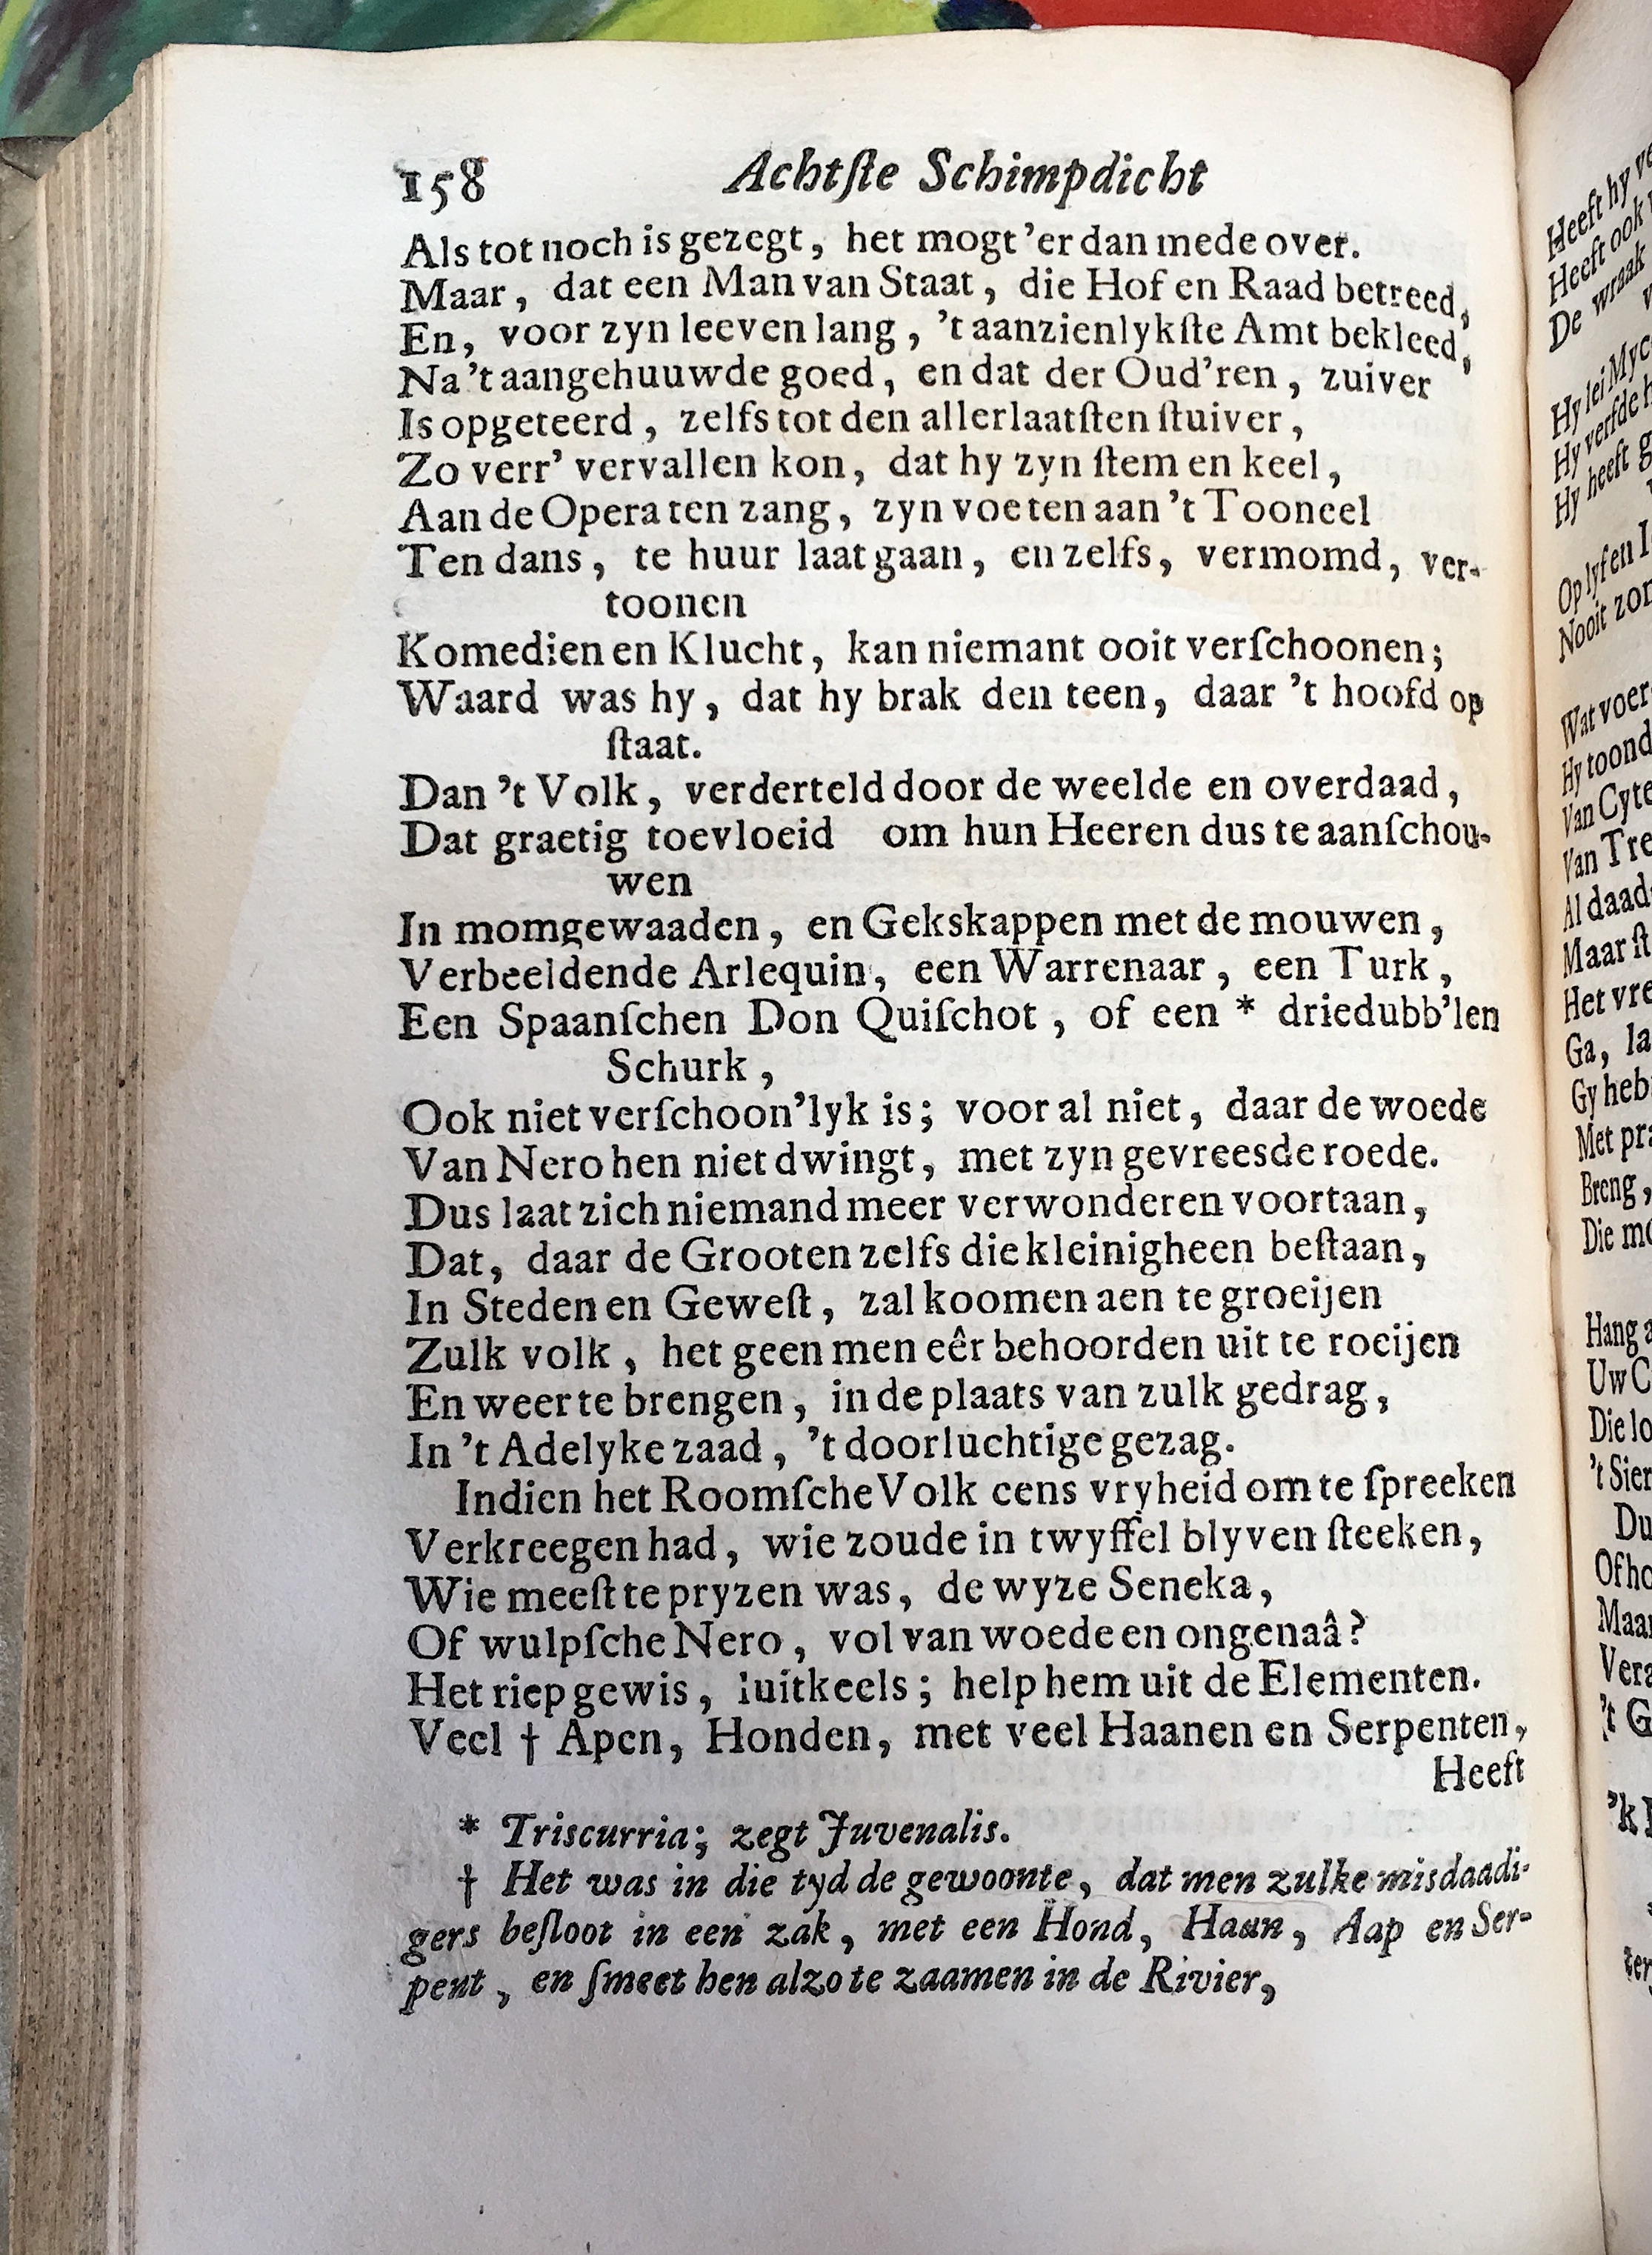 158 Achtſte Schimpdicht
Als tot noch is gezegt, het mogt 'er dan mede over.
Maar, dat een Man van Staat, die Hof en Raad betreed,
En, voor zyn leeven lang, 't aanzienlykſte Amt bekleed,
Na 't aangehuuwde goed, en dat der Oud'ren, zuiver
Is opgeteerd, zelfs tot den allerlaatſten ſtuiver,
Zo verr' vervallen kon, dat hy zyn ſtem en keel,
Aan de Opera ten zang, zyn voeten aan 't Tooneel
Ten dans, te huur laat gaan, en zelfs, vermomd, ver-
toonen
Komedien en Klucht, kan niemant ooit verſchoonen;
Waard was hy, dat hy brak den teen, daar 't hoofd op
ſtaat.
Dan 't Volk, verderteld door de weelde en overdaad,
Dat graetig toevloeid om hun Heeren dus te aanſchou-
wen
In momgewaaden, en Gekskappen met de mouwen,
Verbeeldende Arlequin, een Warrenaar, een Turk,
Een Spaanſchen Don Quiſchot, of een * driedubb'len
Schurk,
Ook niet verſchoon'lyk is; voor al niet, daar de woede
Van Nero hen niet dwingt, met zyn gevreesde roede.
Dus laat zich niemand meer verwonderen voortaan,
Dat, daar de Grooten zelfs die kleinigheen beſtaan,
In Steden en Geweſt, zal koomen aen te groeijen
Zulk volk, het geen men eêr behoorden uit te roeijen
En weer te brengen, in de plaats van zulk gedrag,
In 't Adelyke zaad, 't doorluchtige gezag.
Indien het Roomſche Volk eens vryheid om te ſpreeken
Verkreegen had, wie zoude in twyffel blyven ſteeken,
Wie meeſt te pryzen was, de wyze Seneka,
Of wulpſche Nero, vol van woede en ongenaâ?
Het riep gewis, luitkeels; help hem uit de Elementen.
Veel † Apen, Honden, met veel Haanen en Serpenten,
Heeft
* Triscurria; zegt Juvenalis.
† Het was in die tyd de gewoonte, dat men zulke misdaadi-
gers beſloot in een zak, met een Hond, Haan, Aap en Ser-
pent, en ſmeet hen alzo te zaamen in de Rivier,